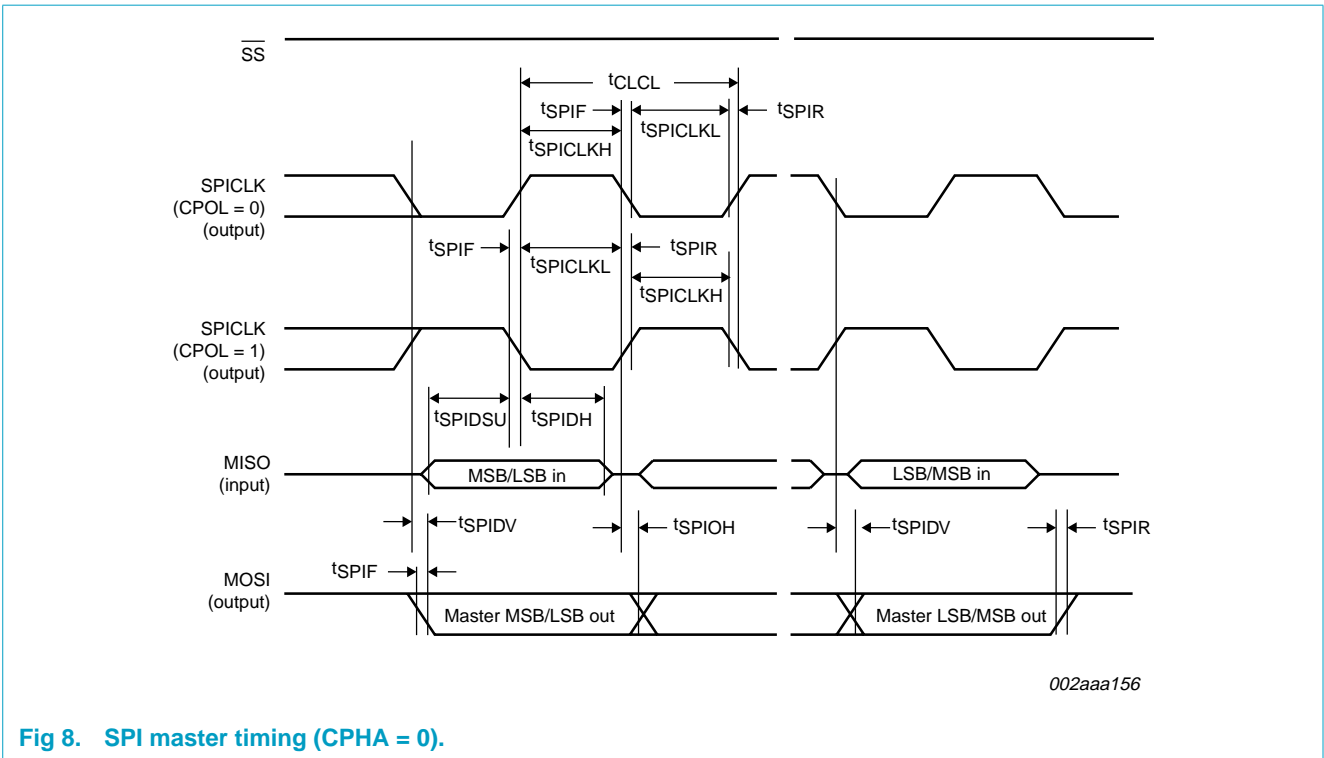 SS
tCLCL
tSPIF
tSPICLKL
tSPIR
tSPICLKH
SPICLK
(CPOL = 0)
(output)
tSPIF
tSPICLKL
tSPIR
tSPICLKH
SPICLK
(CPOL = 1)
(output)
tSPIDSU
tSPIDH
MISO
(input)
MSB/LSB in
LSB/MSB in
tSPIDV
tSPIOH
tSPIDV
tSPIR
tSPIF
MOSI
(output)
Master MSB/LSB out
Master LSB/MSB out
002aaa156
Fig 8. SPI master timing (CPHA = 0).